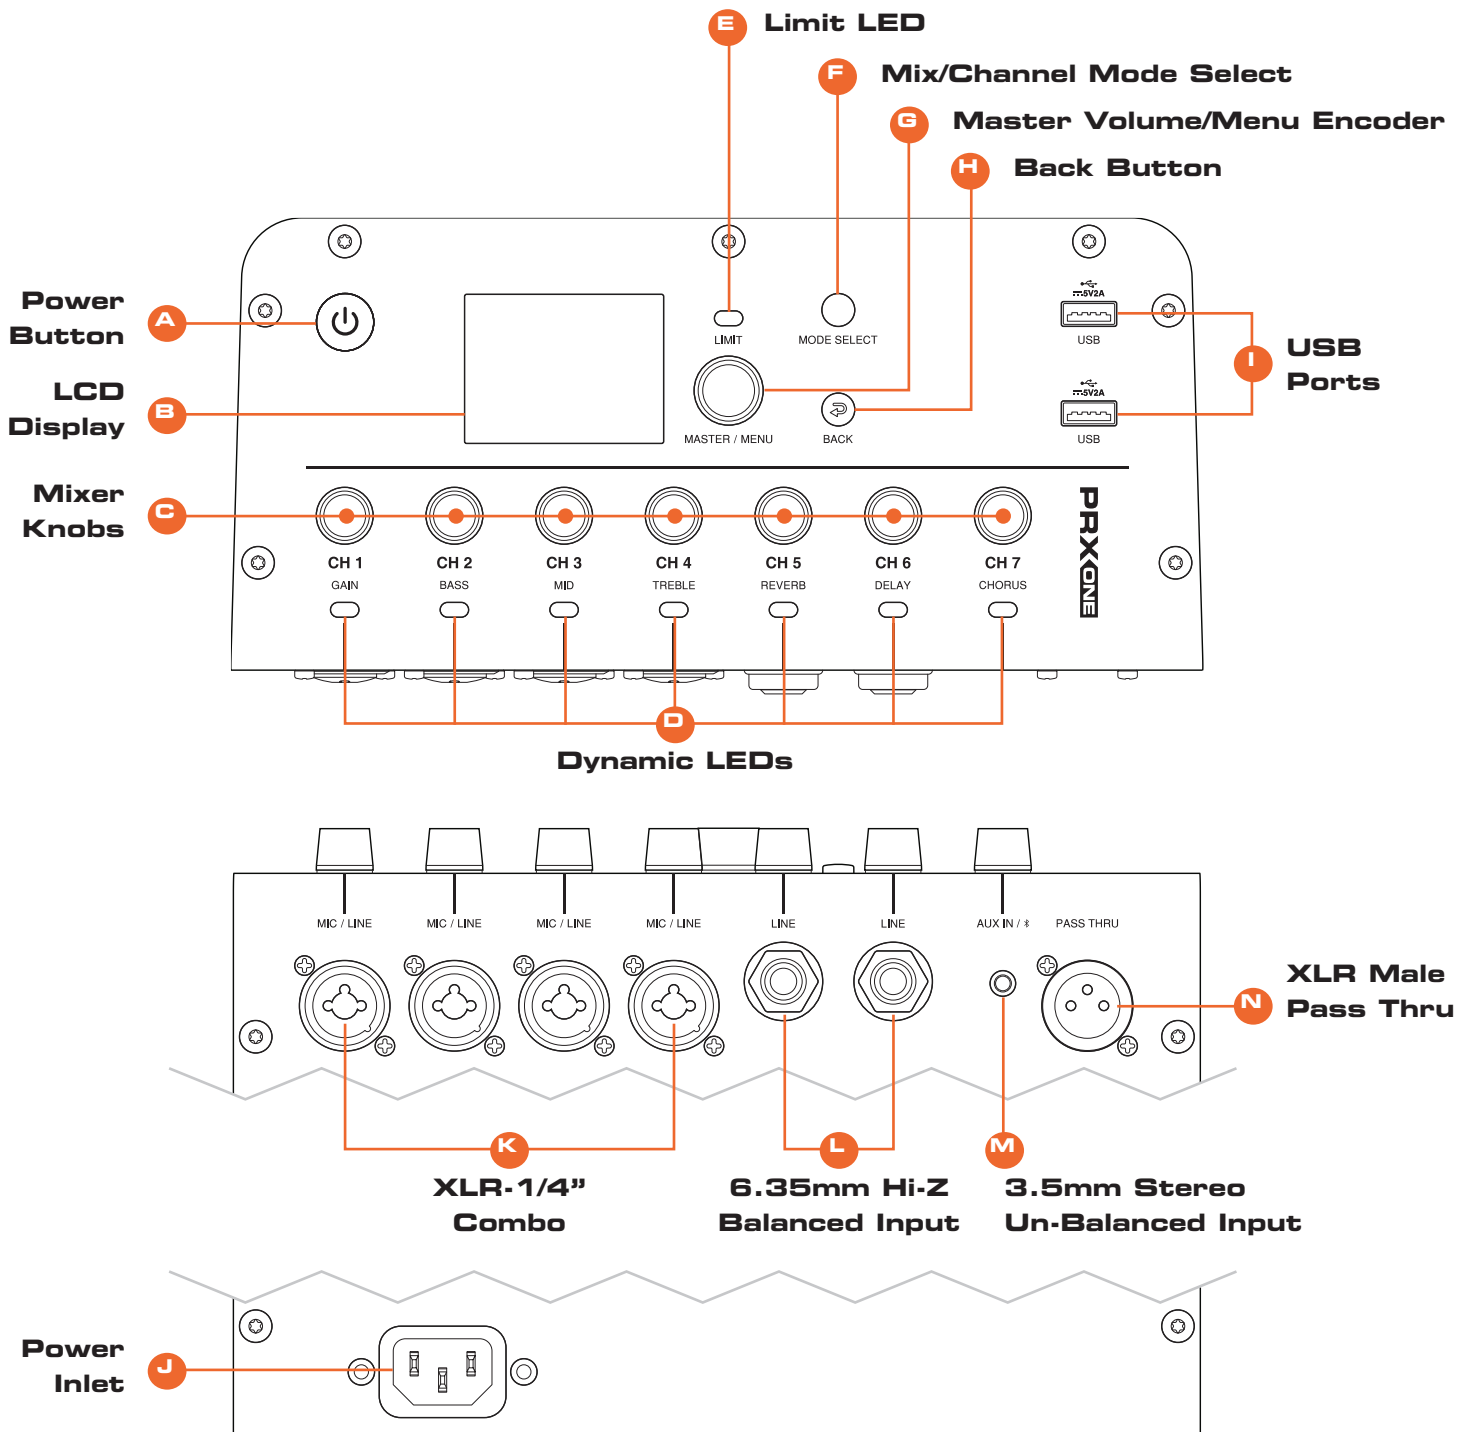 E Limit LED
F Mix/Channel Mode Select
G Master Volume/Menu Encoder
H Back Button
Power
Button
A
LCD
Display
B
Mixer
Knobs
C
LIMIT
MODE SELECT
MASTER / MENU
BACK
5V2A
USB
5V2A
USB
I
USB
Ports
CH 1 CH 2 CH 3 CH 4 CH 5 CH 6 CH 7
GAIN BASS MID TREBLE REVERB DELAY CHORUS
PRX ONE
D
Dynamic LEDs
MIC / LINE MIC / LINE MIC / LINE MIC / LINE LINE LINE AUX IN / PASS THRU
N
XLR Male
Pass Thru
K
XLR-1/4”
Combo
L
6.35mm Hi-Z
Balanced Input
M
3.5mm Stereo
Un-Balanced Input
Power
Inlet
J